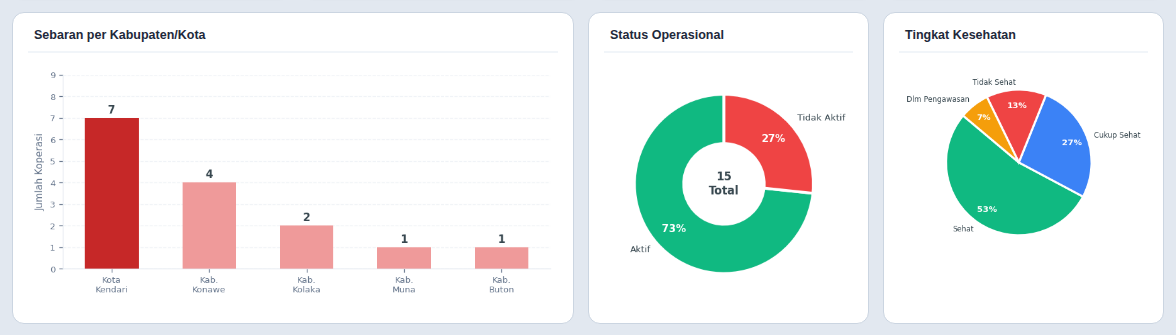 Sebaran per Kabupaten/Kota
Jumlah Koperasi
9
8
7
6
5
4
3
2
1
0
7
4
2
1
1
Kota
Kendari
Kab.
Konawe
Kab.
Kolaka
Kab.
Muna
Kab.
Buton
Status Operasional
Tidak Aktif
27%
15
Total
73%
Aktif
Tingkat Kesehatan
Tidak Sehat
Dlm Pengawasan
13%
7%
Cukup Sehat
27%
53%
Sehat